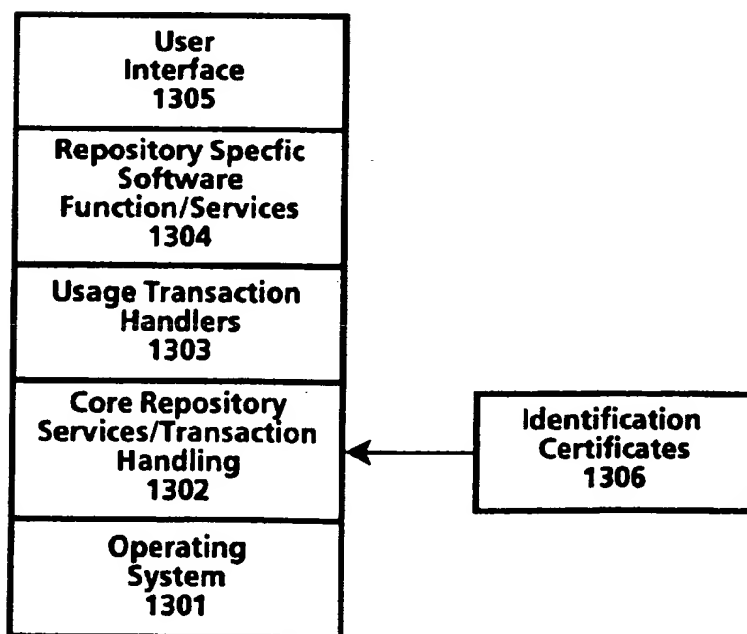 User
Interface
1305
Repository Specfic
Software
Function/Services
1304
Usage Transaction
Handlers
1303
Core Repository
Services/Transaction
Handling
1302
Operating
System
1301
Identification
Certificates
1306